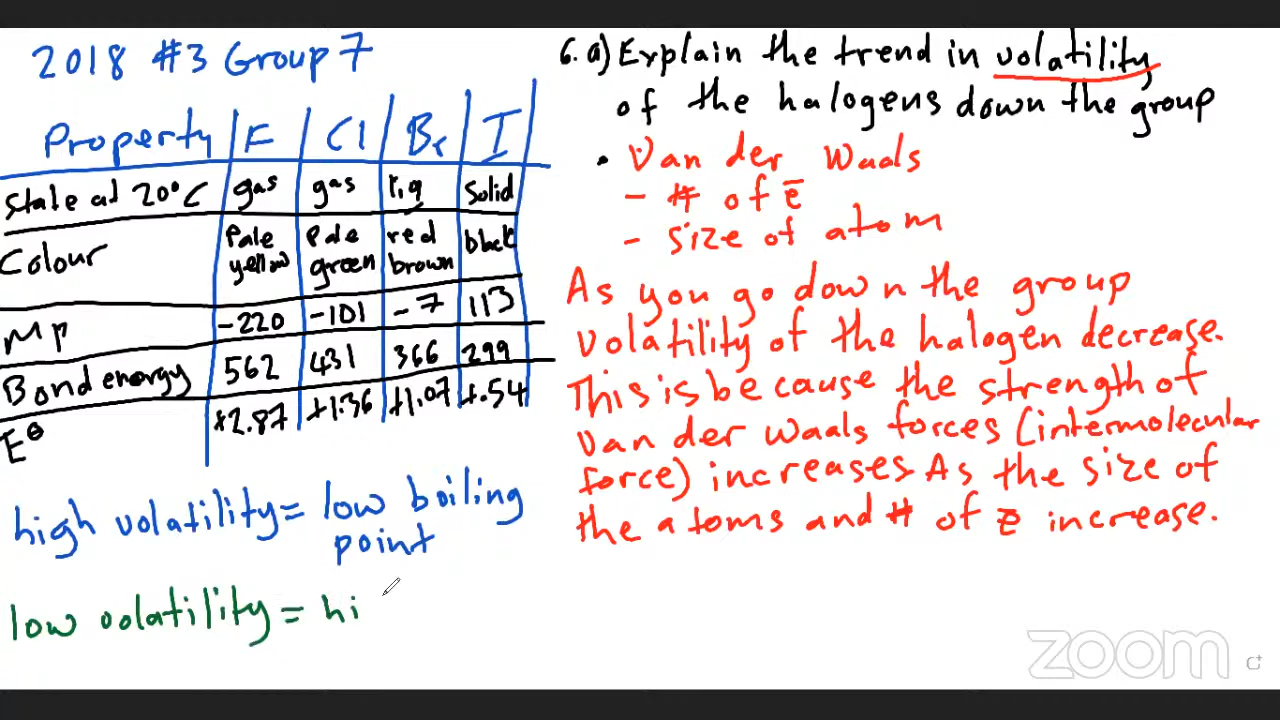 2018 #3 Group 7
Property F Cl Br I
State at 20°C gas gas liq Solid
Colour Pale yellow Pale green red brown black
Mp -220 -101 -7 113
Bond energy 562 431 366 299
E⊖ +2.87 +1.36 +1.07 +.54
high volatility = low boiling
point
low volatility = hi
6. a) Explain the trend in volatility
of the halogens down the group
• Van der Waals
- # of ē
- size of atom
As you go down the group
volatility of the halogen decrease.
This is because the strength of
van der waals forces (intermolecular
force) increases As the size of
the atoms and # of ē increase.
zoom